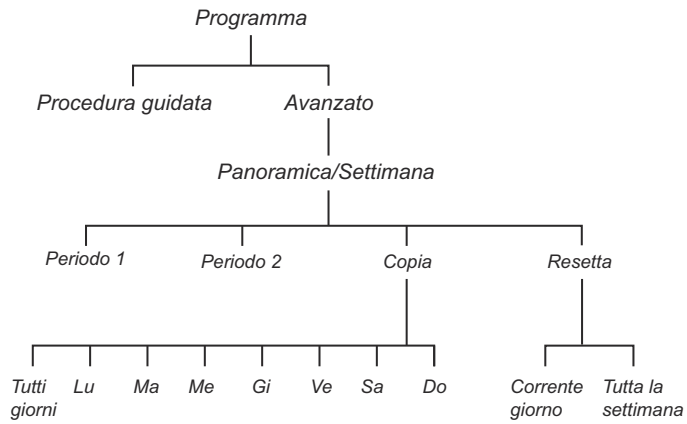 Programma
Procedura guidata
Avanzato
Panoramica/Settimana
Periodo 1
Periodo 2
Copia
Resetta
Tutti
giorni
Lu
Ma
Me
Gi
Ve
Sa
Do
Corrente
giorno
Tutta la
settimana